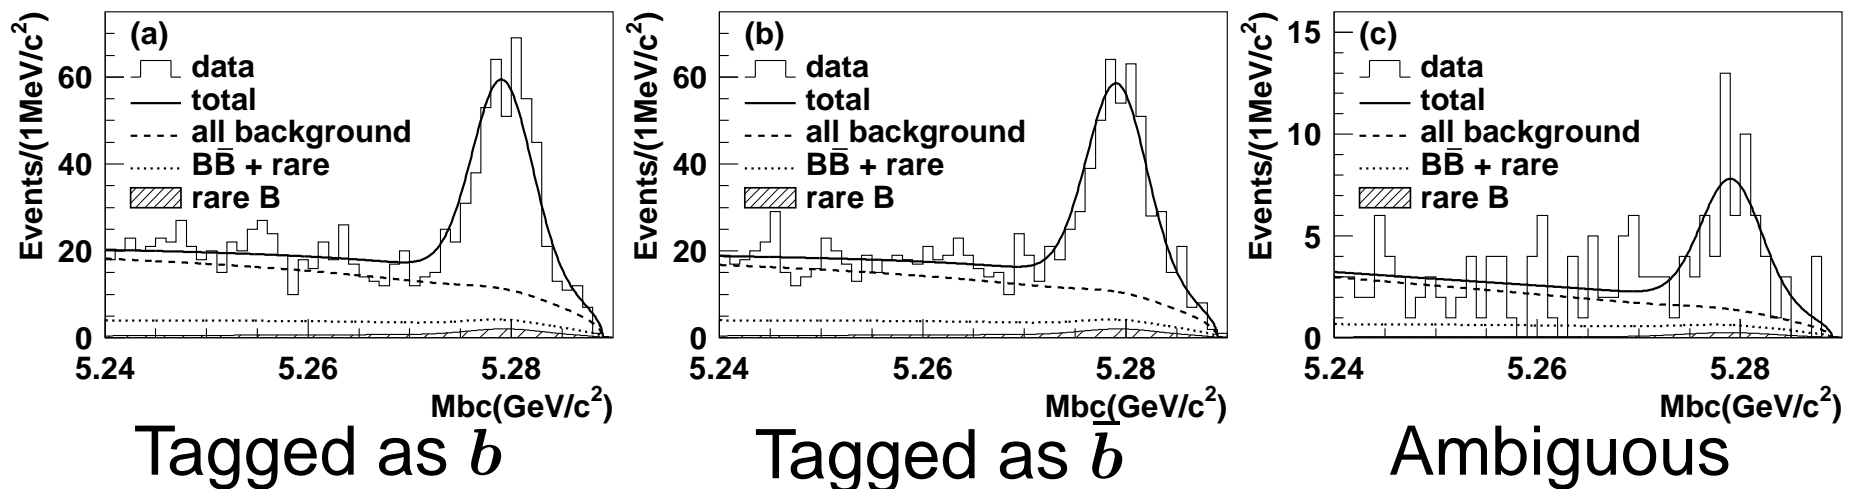 (a)
data
total
all background
BB̄ + rare
rare B
Events/(1MeV/c²)
60
40
20
0
5.24 5.26 5.28
Mbc(GeV/c²)
Tagged as b
(b)
data
total
all background
BB̄ + rare
rare B
Events/(1MeV/c²)
60
40
20
0
5.24 5.26 5.28
Mbc(GeV/c²)
Tagged as b̄
(c)
data
total
all background
BB̄ + rare
rare B
Events/(1MeV/c²)
15
10
5
0
5.24 5.26 5.28
Mbc(GeV/c²)
Ambiguous